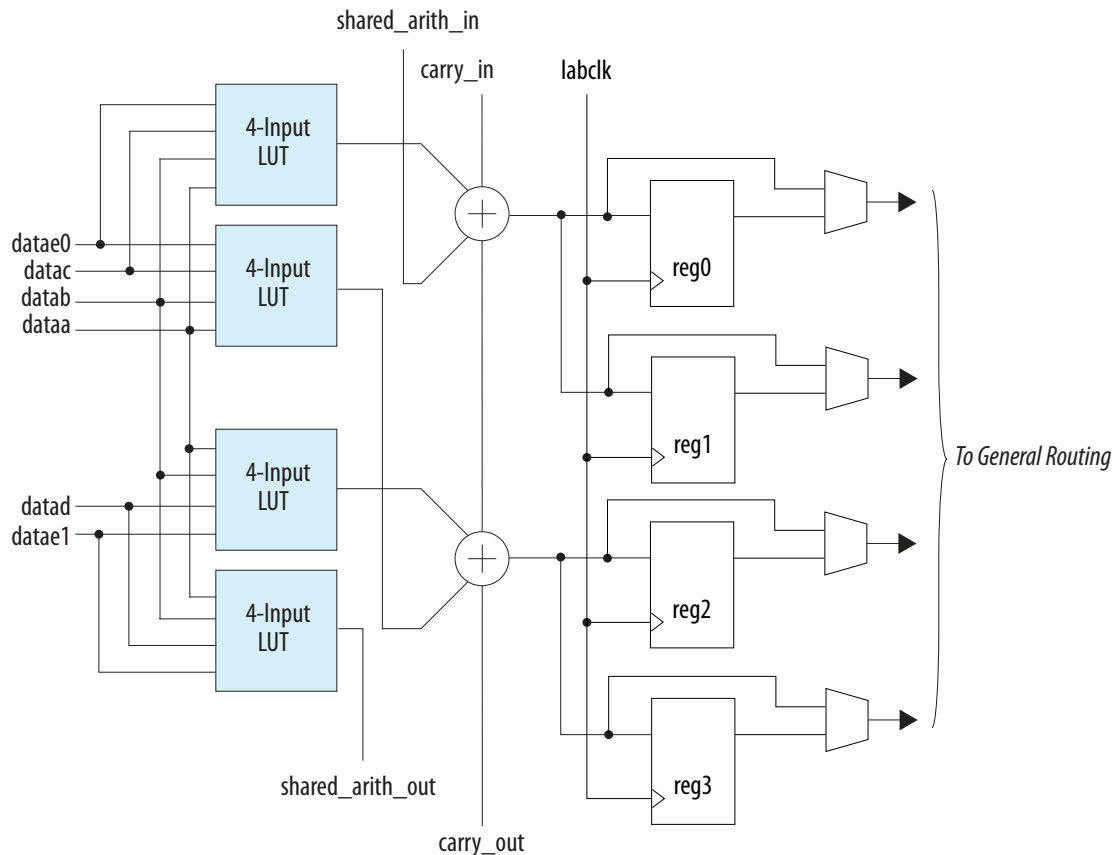 shared_arith_in
carry_in
labclk
4-Input
LUT
datae0
datac
datab
dataa
4-Input
LUT
reg0
reg1
4-Input
LUT
datad
datae1
4-Input
LUT
reg2
reg3
To General Routing
shared_arith_out
carry_out